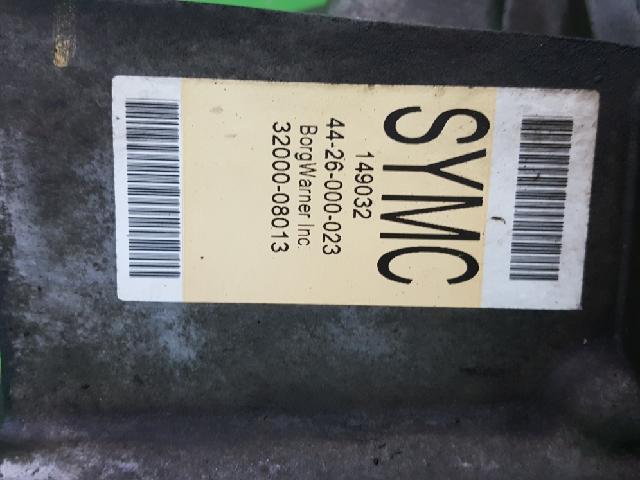 SYMC
149032
44-26-000-023
BorgWarner Inc.
32000-08013